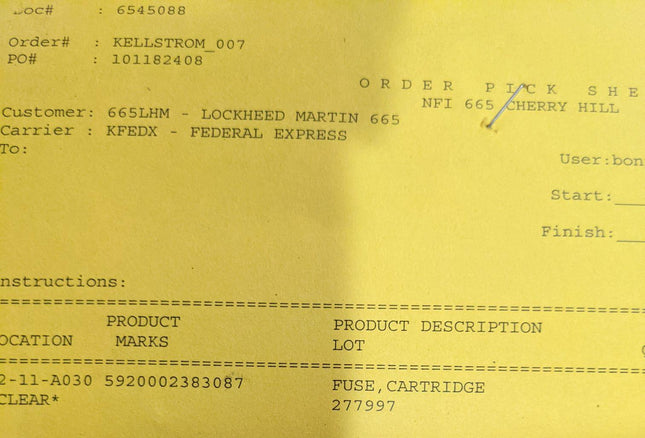 Doc# : 6545088
Order# : KELLSTROM_007
PO# : 101182408
ORDER PICK SHE
NFI 665 CHERRY HILL
Customer: 665LHM - LOCKHEED MARTIN 665
Carrier : KFEDX - FEDERAL EXPRESS
To:
User:bon
Start:
Finish:
nstructions:
PRODUCT PRODUCT DESCRIPTION
OCATION MARKS LOT
2-11-A030 5920002383087 FUSE,CARTRIDGE
CLEAR* 277997